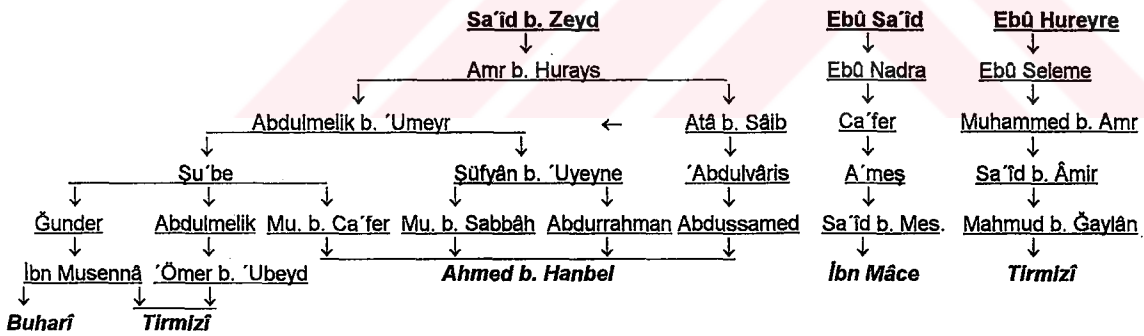 Sa´îd b. Zeyd Ebû Sa´îd Ebû Hureyre
Amr b. Hurays Ebû Nadra Ebû Seleme
Abdulmelik b. ´Umeyr ← Atâ b. Sâib Ca´fer Muhammed b. Amr
Şu´be Şüfyân b. ´Uyeyne ´Abdulvâris A´meş Sa´îd b. Âmir
Ğunder Abdulmelik Mu. b. Ca´fer Mu. b. Sabbâh Abdurrahman Abdussamed Sa´îd b. Mes. Mahmud b. Ğaylân
İbn Musennâ ´Ömer b. ´Ubeyd Ahmed b. Hanbel İbn Mâce Tirmizî
Buharî Tirmizî